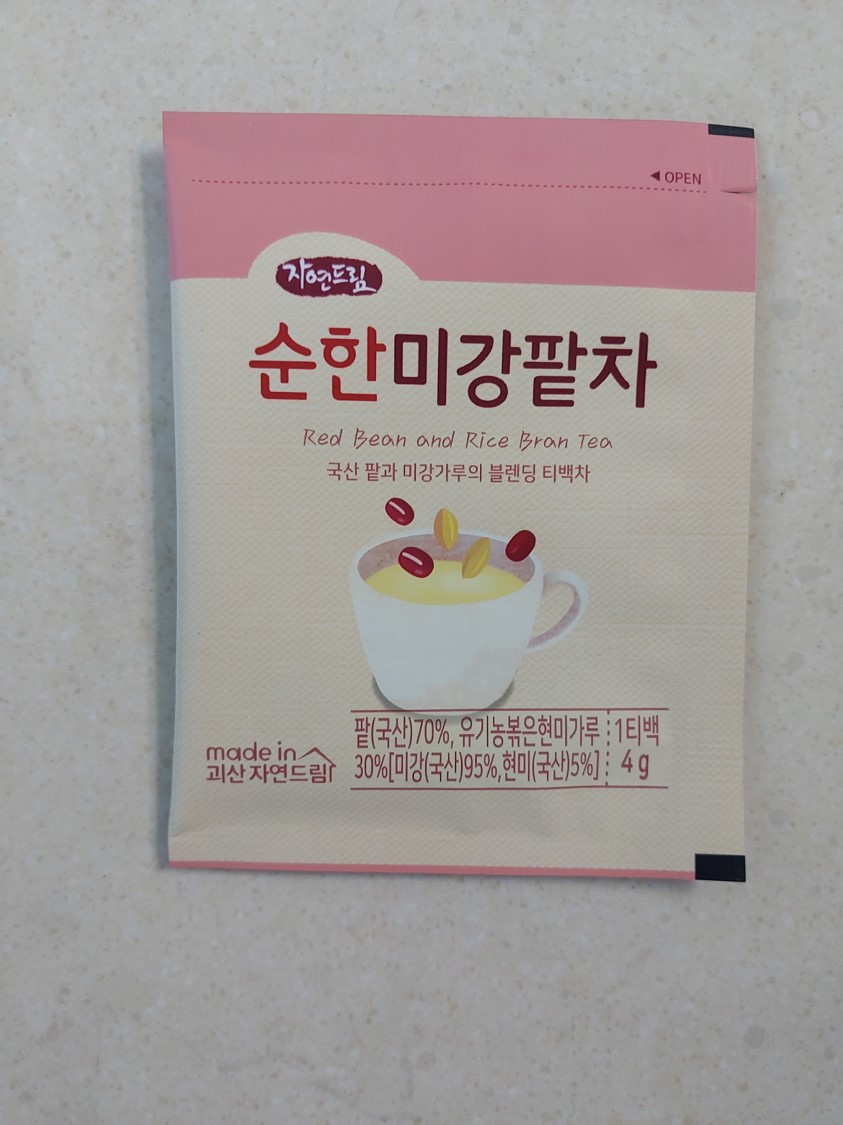 ◀ OPEN
자연드림
순한미강팥차
Red Bean and Rice Bran Tea
국산 팥과 미강가루의 블렌딩 티백차
팥(국산)70%, 유기농볶은현미가루
30%[미강(국산)95%,현미(국산)5%]
1티백
4g
made in
괴산자연드림